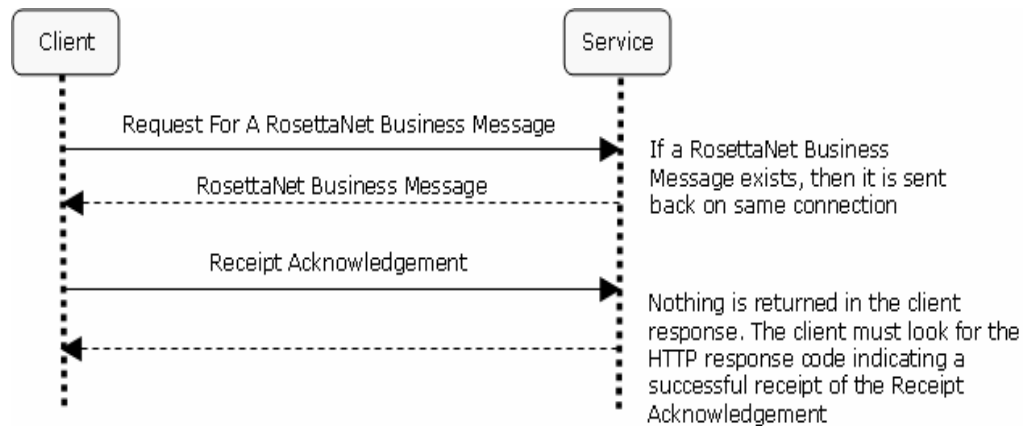 Client
Service
Request For A RosettaNet Business Message
If a RosettaNet Business
Message exists, then it is sent
back on same connection
RosettaNet Business Message
Receipt Acknowledgement
Nothing is returned in the client
response. The client must look for the
HTTP response code indicating a
successful receipt of the Receipt
Acknowledgement